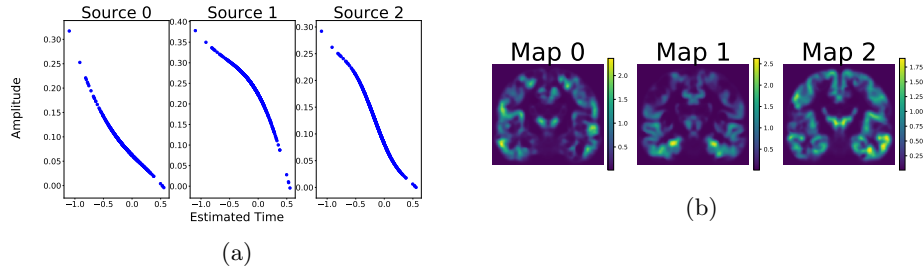 Source 0 Source 1 Source 2
0.30 0.25 0.20 0.15 0.10 0.05 0.00
0.40 0.35 0.30 0.25 0.20 0.15 0.10 0.05 0.00
0.30 0.25 0.20 0.15 0.10 0.05 0.00
Amplitude
−1.0 −0.5 0.0 0.5 −1.0 −0.5 0.0 0.5 −1.0 −0.5 0.0 0.5
Estimated Time
(a)
Map 0 Map 1 Map 2
2.0 1.5 1.0 0.5
2.5 2.0 1.5 1.0 0.5
1.75 1.50 1.25 1.00 0.75 0.50 0.25
(b)